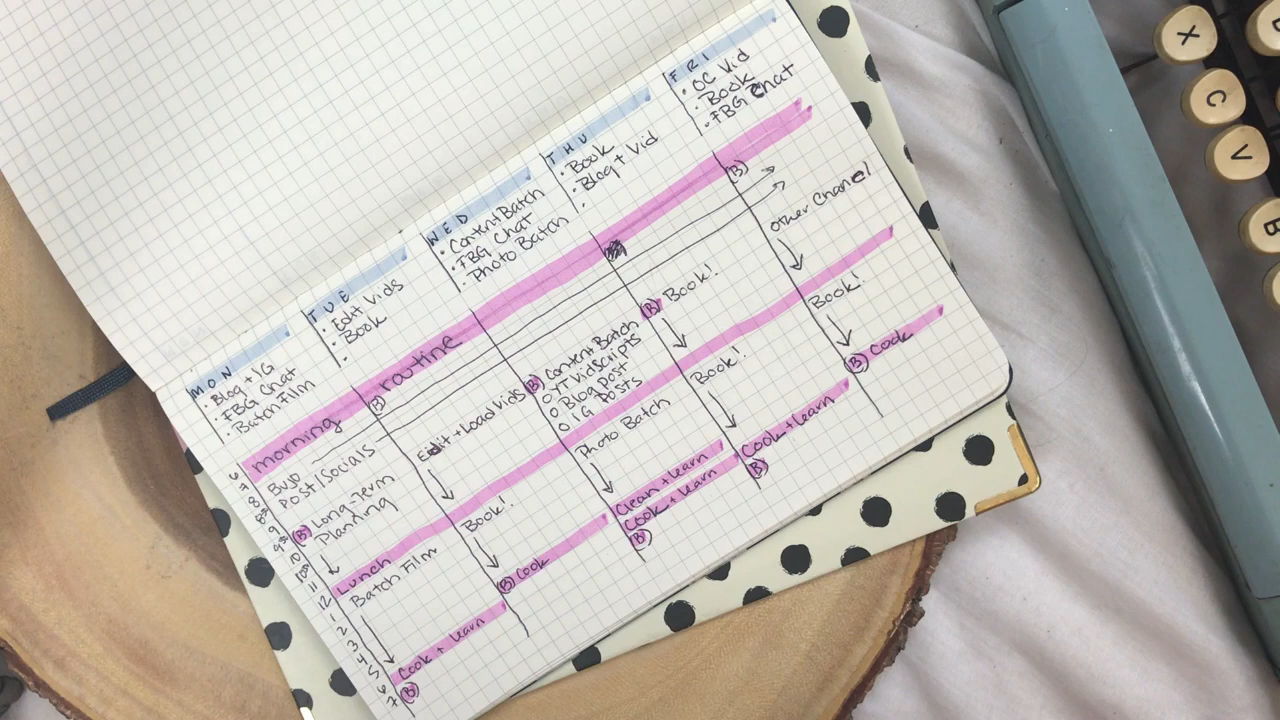 MON
• Blog + IG
• FBG Chat
• Batch Film
TUE
• Edit Vids
• Book
•
WED
• Content Batch
• FBG Chat
• Photo Batch
THU
• Book
• Blog + Vid
•
FRI
• OC Vid
• Book
• FBG Chat
morning routine
6
7
8
8³⁰
9
9³⁰
10
10³⁰
11
12
1
2
3
4
5
6
7
Bujo
Post/Socials
(B) Long-Term
Planning
Lunch
Batch Film
Cook + learn
(B)
(B)
Edit + Load Vids
Book!
(B) Cook
(B) Content Batch
O YT Vid Scripts
O Blog Post
O IG Posts
Photo Batch
Clean + learn
Cook + learn
(B)
(B) Book!
Book!
Cook + learn
(B)
(B)
Other Chanel
Book!
(B) Cook
X
C
V
B